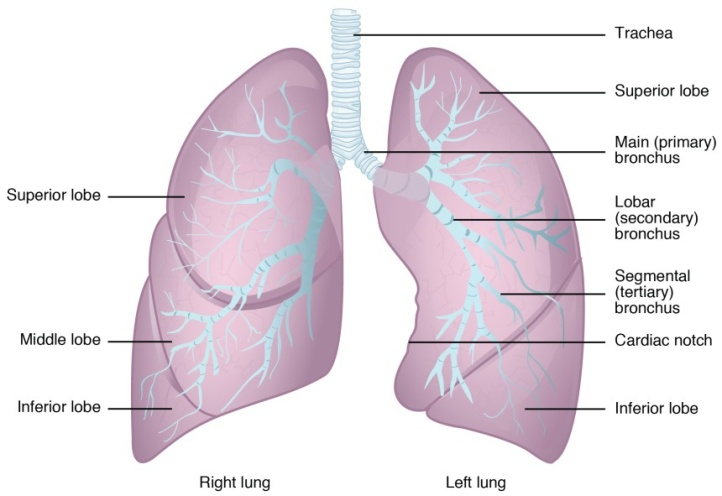 Trachea
Superior lobe
Main (primary)
bronchus
Superior lobe
Lobar
(secondary)
bronchus
Segmental
(tertiary)
bronchus
Middle lobe
Cardiac notch
Inferior lobe
Inferior lobe
Right lung
Left lung